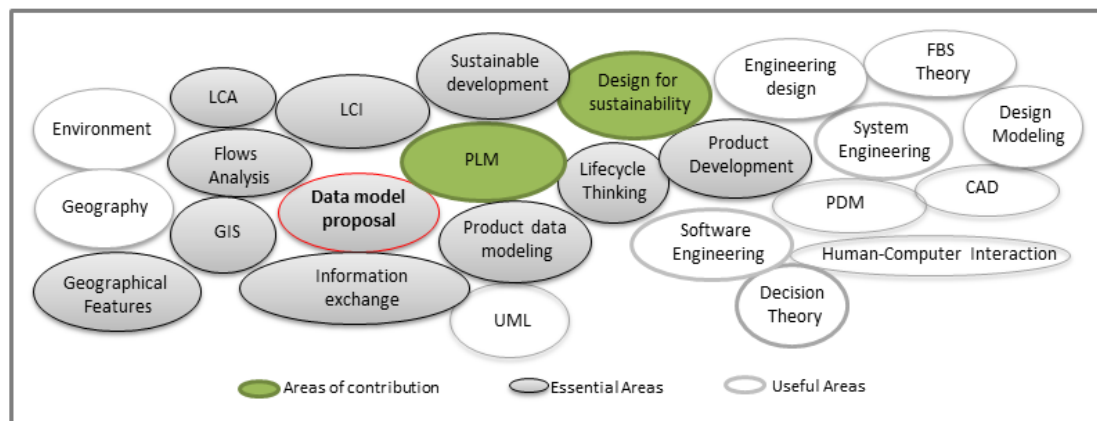 Sustainable
development
Design for
sustainability
Engineering
design
FBS
Theory
LCA
LCI
Environment
System
Engineering
Design
Modeling
Flows
Analysis
PLM
Lifecycle
Thinking
Product
Development
Geography
Data model
proposal
CAD
PDM
GIS
Product data
modeling
Software
Engineering
Human-Computer Interaction
Geographical
Features
Information
exchange
Decision
Theory
UML
Areas of contribution
Essential Areas
Useful Areas